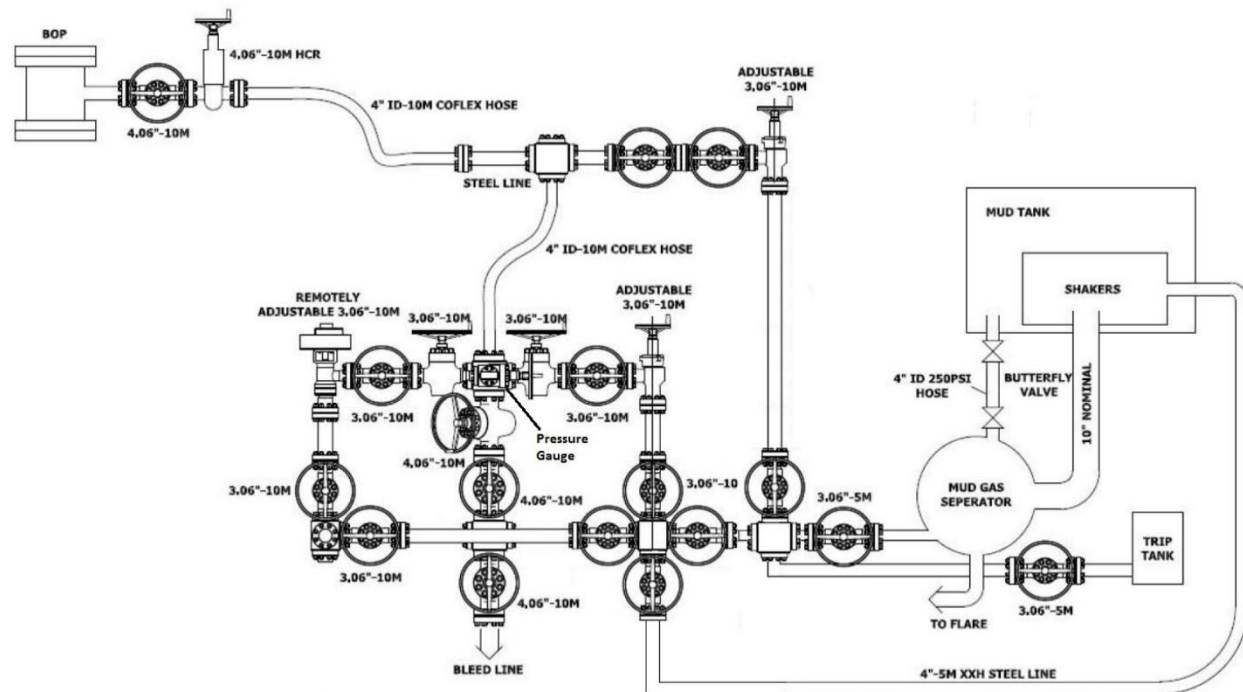 BOP
4,06"-10M HCR
4,06"-10M
4" ID-10M COFLEX HOSE
STEEL LINE
ADJUSTABLE
3,06"-10M
4" ID-10M COFLEX HOSE
MUD TANK
SHAKERS
REMOTELY
ADJUSTABLE 3,06"-10M
3,06"-10M
3,06"-10M
ADJUSTABLE
3,06"-10M
3.06"-10M
3.06"-10M
4" ID 250PSI
HOSE
BUTTERFLY
VALVE
10" NOMINAL
4,06"-10M
Pressure
Gauge
3.06"-10M
4,06"-10M
3,06"-10
3.06"-5M
MUD GAS
SEPERATOR
TRIP
TANK
3,06"-10M
4,06"-10M
3.06"-5M
TO FLARE
BLEED LINE
4"-5M XXH STEEL LINE